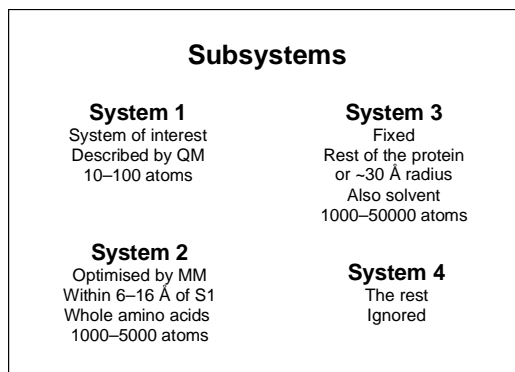 Subsystems
System 1
System of interest
Described by QM
10–100 atoms
System 2
Optimised by MM
Within 6–16 Å of S1
Whole amino acids
1000–5000 atoms
System 3
Fixed
Rest of the protein
or ~30 Å radius
Also solvent
1000–50000 atoms
System 4
The rest
Ignored